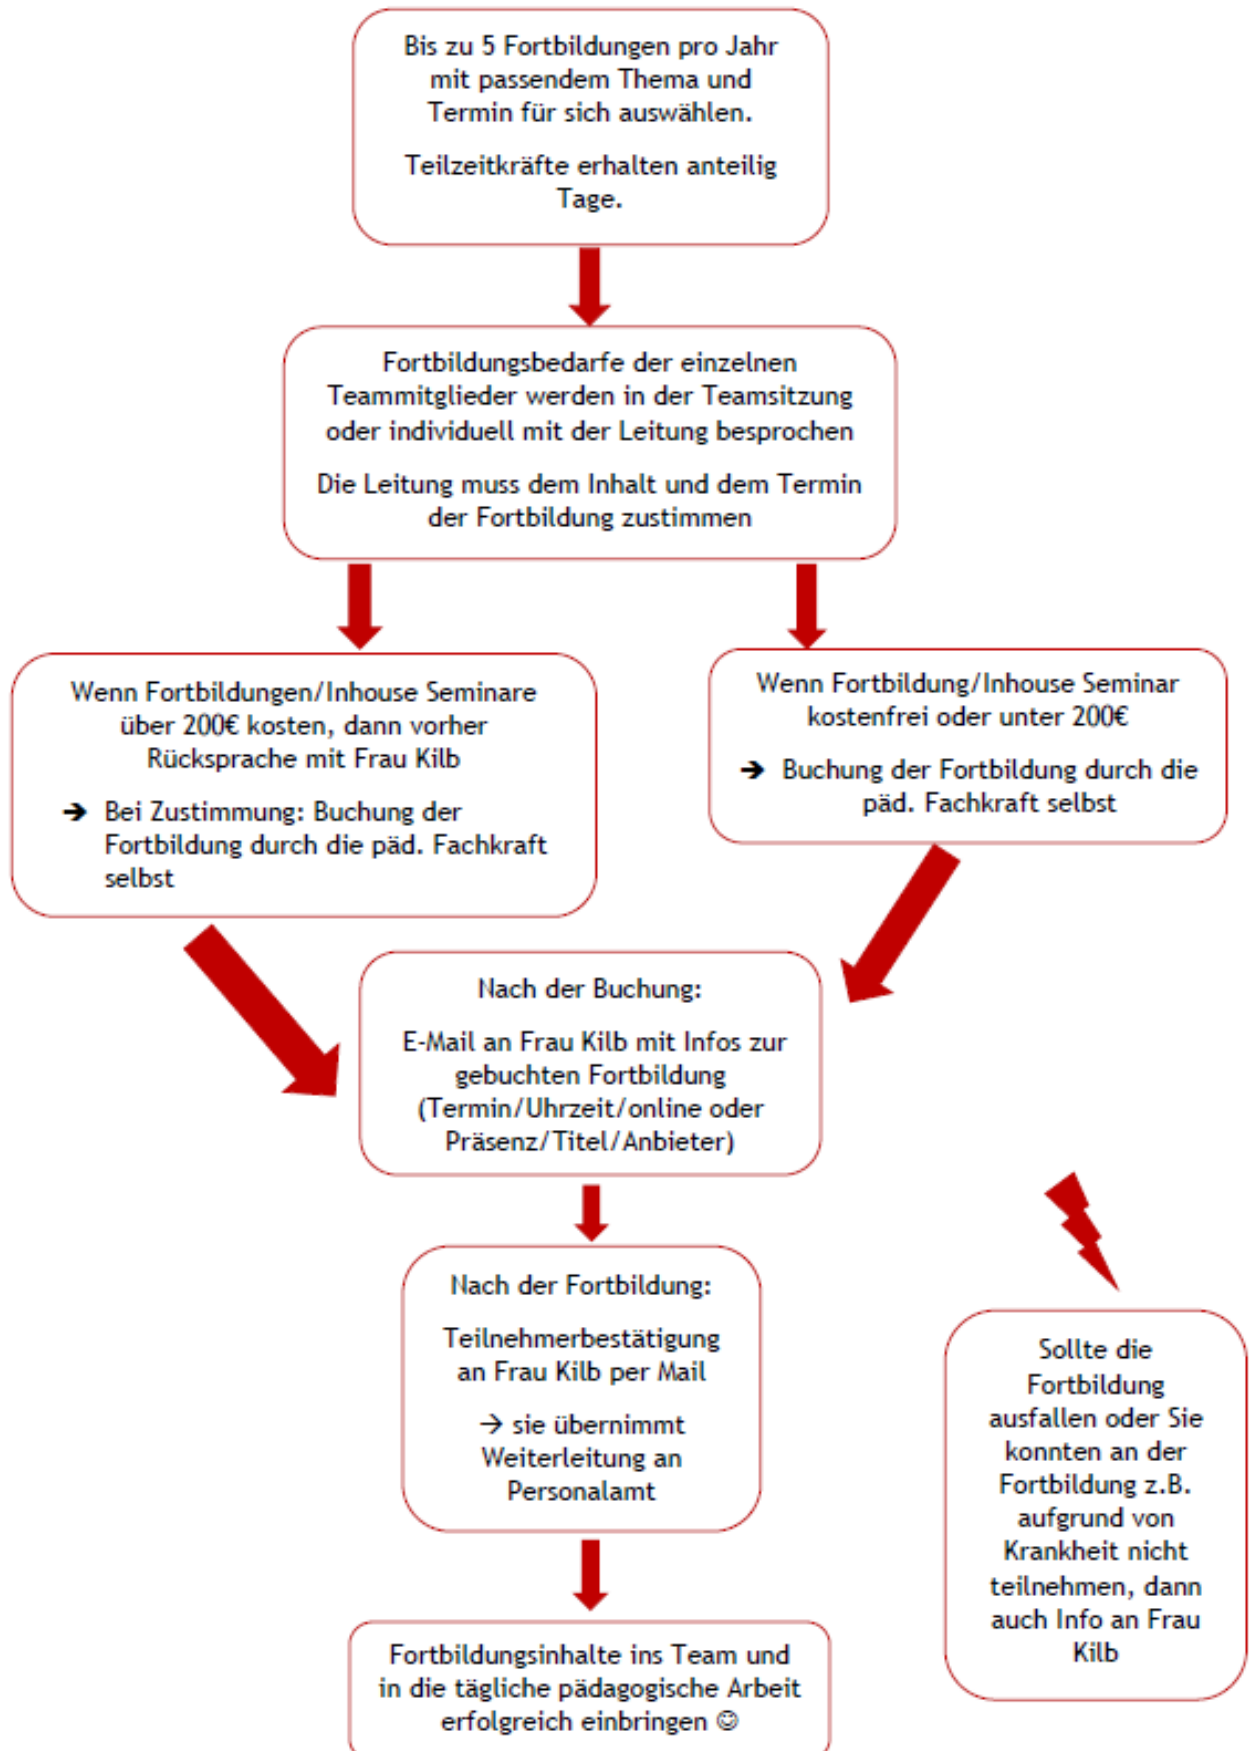 Bis zu 5 Fortbildungen pro Jahr
mit passendem Thema und
Termin für sich auswählen.
Teilzeitkräfte erhalten anteilig
Tage.
Fortbildungsbedarfe der einzelnen
Teammitglieder werden in der Teamsitzung
oder individuell mit der Leitung besprochen
Die Leitung muss dem Inhalt und dem Termin
der Fortbildung zustimmen
Wenn Fortbildungen/Inhouse Seminare
über 200€ kosten, dann vorher
Rücksprache mit Frau Kilb
➔ Bei Zustimmung: Buchung der
Fortbildung durch die päd. Fachkraft
selbst
Wenn Fortbildung/Inhouse Seminar
kostenfrei oder unter 200€
➔ Buchung der Fortbildung durch die
päd. Fachkraft selbst
Nach der Buchung:
E-Mail an Frau Kilb mit Infos zur
gebuchten Fortbildung
(Termin/Uhrzeit/online oder
Präsenz/Titel/Anbieter)
Nach der Fortbildung:
Teilnehmerbestätigung
an Frau Kilb per Mail
→ sie übernimmt
Weiterleitung an
Personalamt
Sollte die
Fortbildung
ausfallen oder Sie
konnten an der
Fortbildung z.B.
aufgrund von
Krankheit nicht
teilnehmen, dann
auch Info an Frau
Kilb
Fortbildungsinhalte ins Team und
in die tägliche pädagogische Arbeit
erfolgreich einbringen ☺